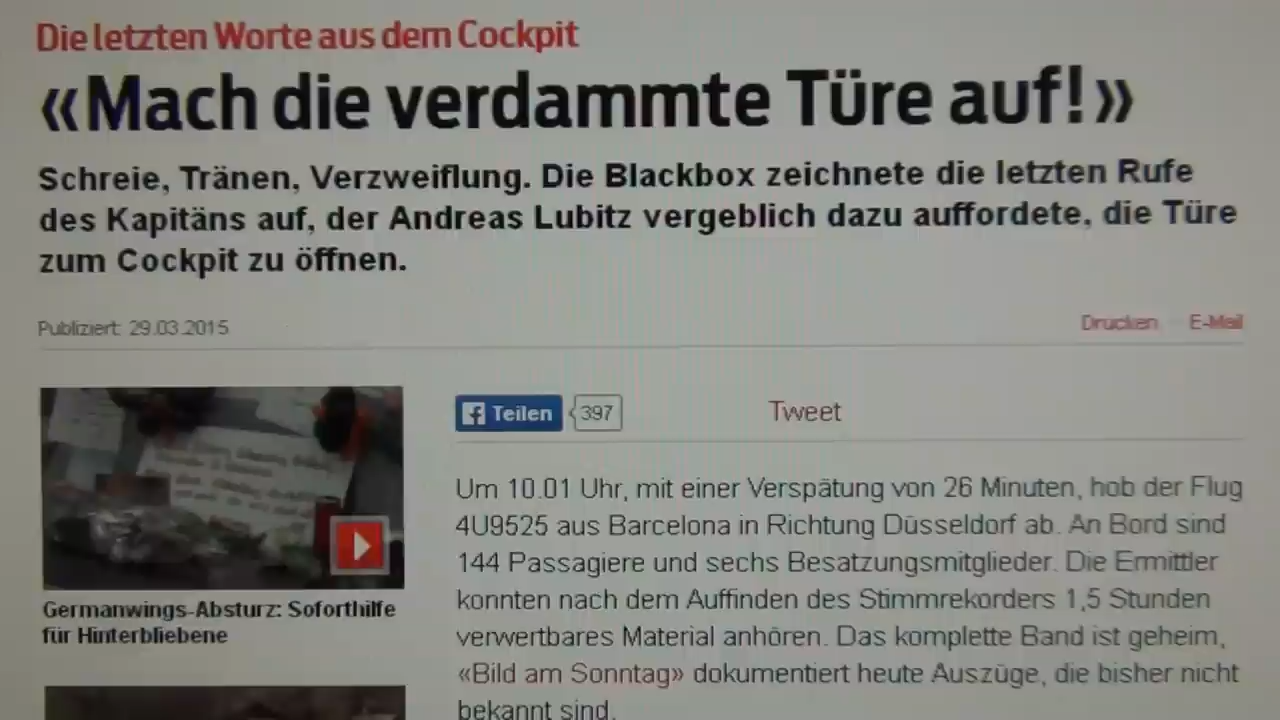 Die letzten Worte aus dem Cockpit
«Mach die verdammte Türe auf!»
Schreie, Tränen, Verzweiflung. Die Blackbox zeichnete die letzten Rufe
des Kapitäns auf, der Andreas Lubitz vergeblich dazu auffordete, die Türe
zum Cockpit zu öffnen.
Publiziert: 29.03.2015
Drucken E-Mail
Teilen 397 Tweet
Um 10.01 Uhr, mit einer Verspätung von 26 Minuten, hob der Flug
4U9525 aus Barcelona in Richtung Düsseldorf ab. An Bord sind
144 Passagiere und sechs Besatzungsmitglieder. Die Ermittler
konnten nach dem Auffinden des Stimmrekorders 1,5 Stunden
verwertbares Material anhören. Das komplette Band ist geheim,
«Bild am Sonntag» dokumentiert heute Auszüge, die bisher nicht
bekannt sind.
Germanwings-Absturz: Soforthilfe
für Hinterbliebene